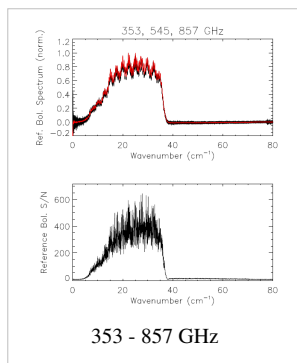 353, 545, 857 GHz
Ref. Bol. Spectrum (norm.)
1.2
1.0
0.8
0.6
0.4
0.2
0.0
-0.2
0 20 40 60 80
Wavenumber (cm⁻¹)
Reference Bol. S/N
600
400
200
0
0 20 40 60 80
Wavenumber (cm⁻¹)
353 - 857 GHz